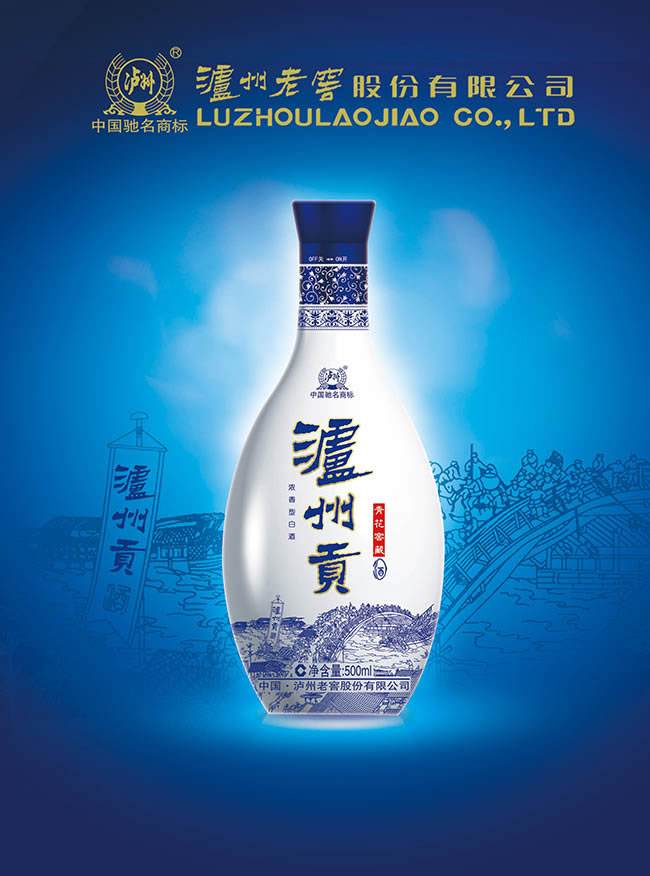 泸州
®
中国驰名商标
瀘州老窖股份有限公司
LUZHOULAOJIAO CO., LTD
OFF关 ↔ ON开
泸州
中国驰名商标
瀘州貢
浓香型白酒
青花窖藏
酒
瀘州貢
净含量:500ml
中国·泸州老窖股份有限公司
瀘州貢
酒